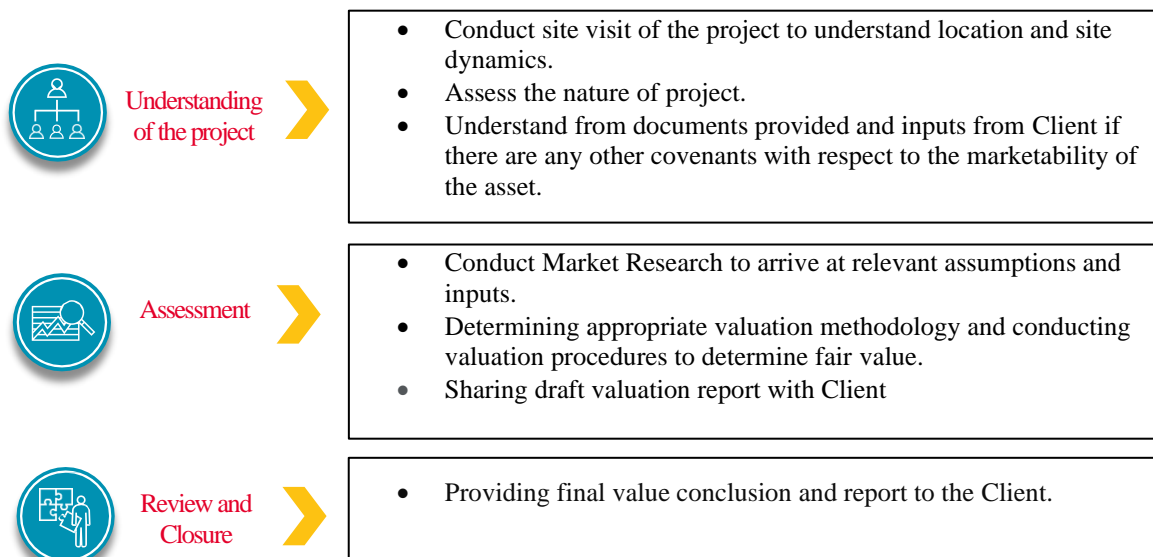 Understanding
of the project
• Conduct site visit of the project to understand location and site
dynamics.
• Assess the nature of project.
• Understand from documents provided and inputs from Client if
there are any other covenants with respect to the marketability of
the asset.
Assessment
• Conduct Market Research to arrive at relevant assumptions and
inputs.
• Determining appropriate valuation methodology and conducting
valuation procedures to determine fair value.
• Sharing draft valuation report with Client
Review and
Closure
• Providing final value conclusion and report to the Client.